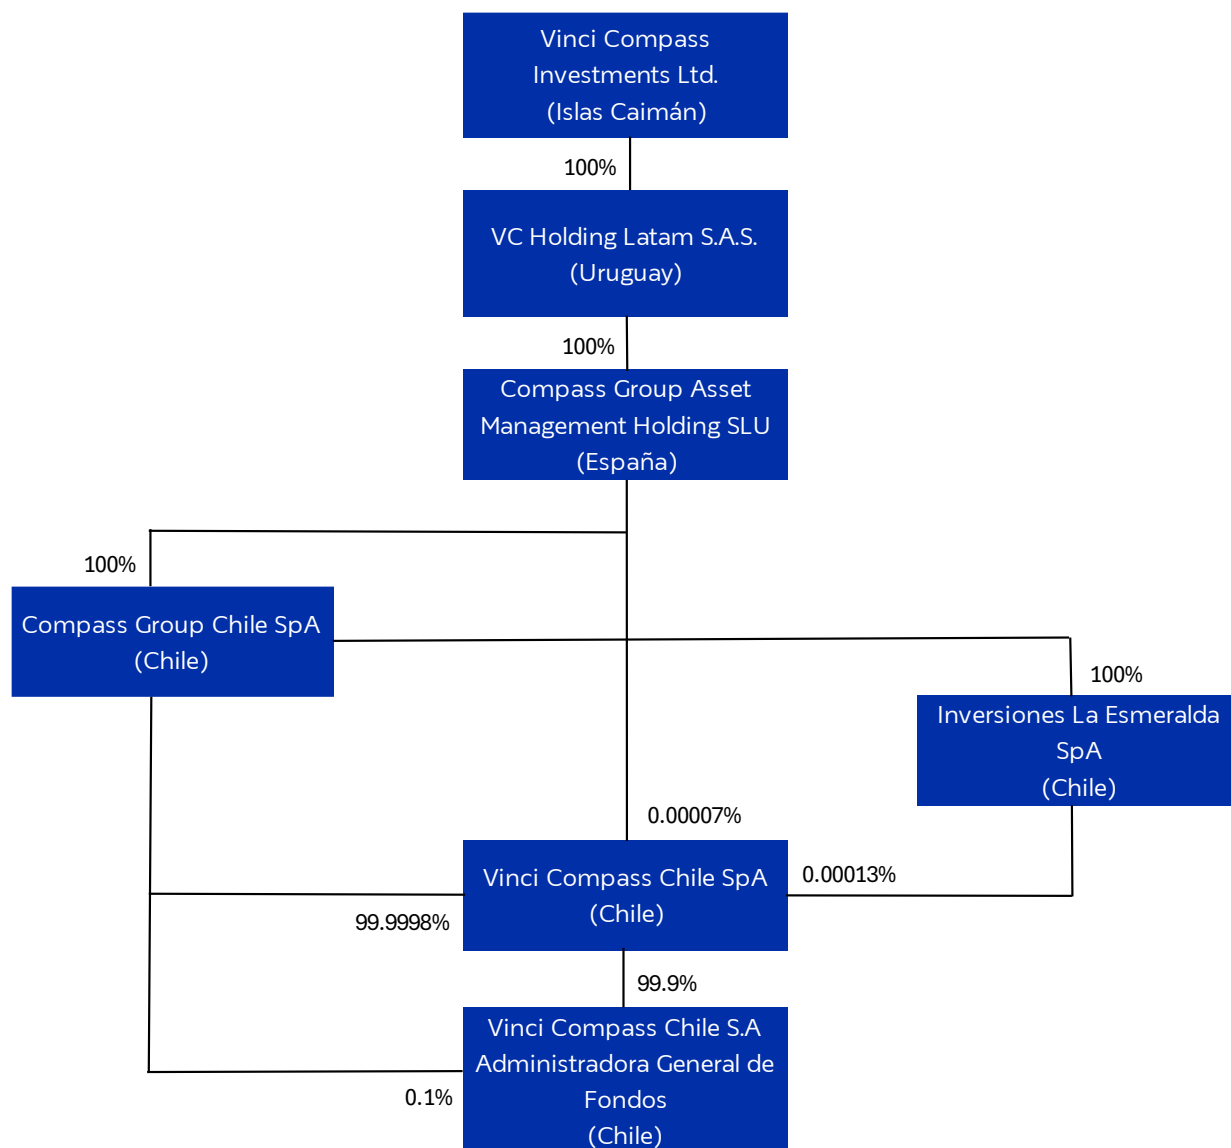 Vinci Compass
Investments Ltd.
(Islas Caimán)
100%
VC Holding Latam S.A.S.
(Uruguay)
100%
Compass Group Asset
Management Holding SLU
(España)
100%
Compass Group Chile SpA
(Chile)
100%
Inversiones La Esmeralda
SpA
(Chile)
0.00007%
Vinci Compass Chile SpA
(Chile)
0.00013%
99.9998%
99.9%
Vinci Compass Chile S.A
Administradora General de
Fondos
(Chile)
0.1%